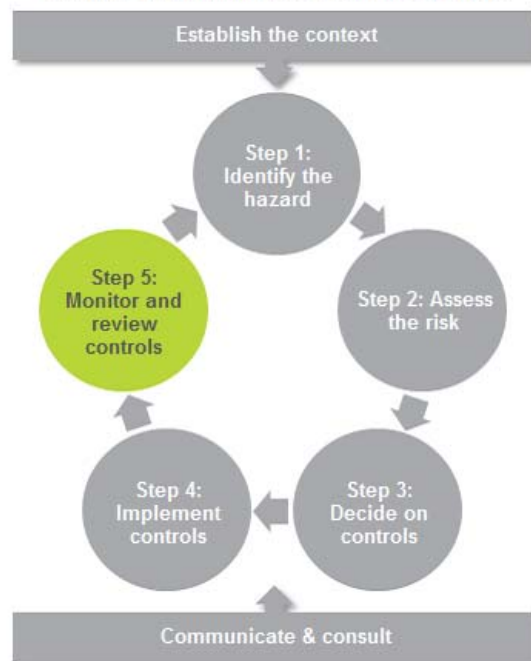 Establish the context
Step 1:
Identify the
hazard
Step 2: Assess
the risk
Step 3:
Decide on
controls
Step 4:
Implement
controls
Step 5:
Monitor and
review
controls
Communicate & consult